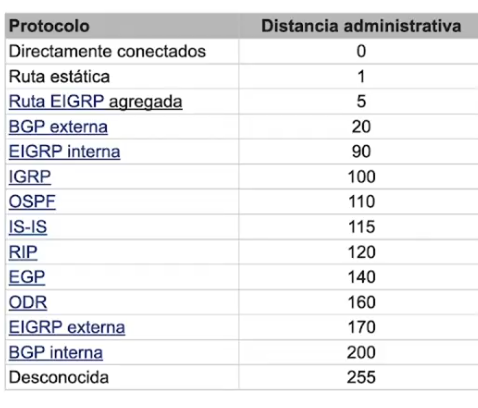 Protocolo Distancia administrativa
Directamente conectados 0
Ruta estática 1
Ruta EIGRP agregada 5
BGP externa 20
EIGRP interna 90
IGRP 100
OSPF 110
IS-IS 115
RIP 120
EGP 140
ODR 160
EIGRP externa 170
BGP interna 200
Desconocida 255